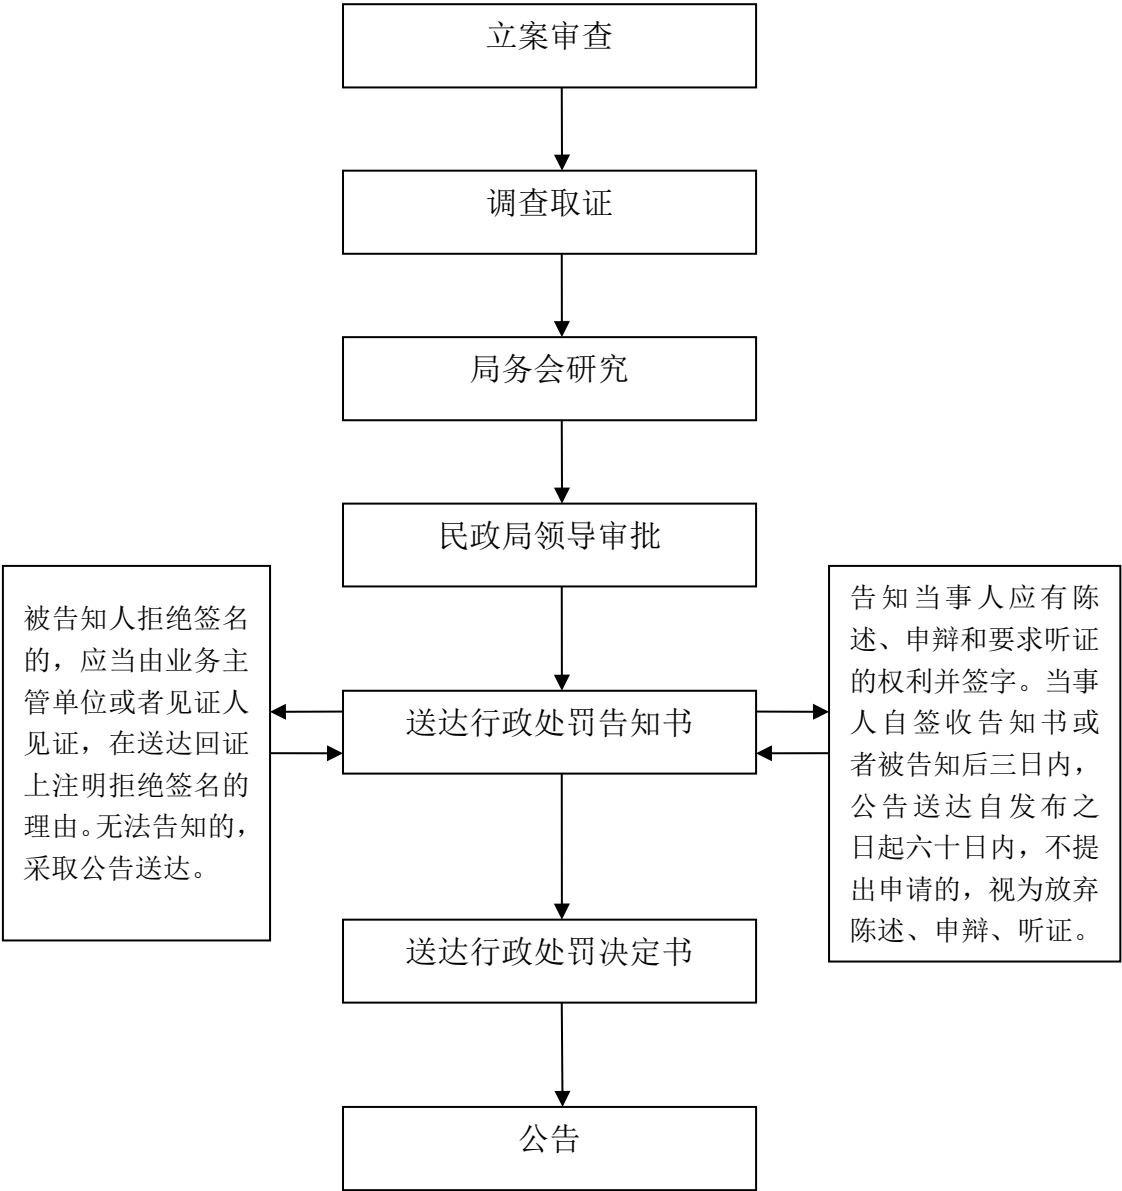 立案审查
调查取证
局务会研究
民政局领导审批
被告知人拒绝签名
的，应当由业务主
管单位或者见证人
见证，在送达回证
上注明拒绝签名的
理由。无法告知的，
采取公告送达。
送达行政处罚告知书
告知当事人应有陈
述、申辩和要求听证
的权利并签字。当事
人自签收告知书或
者被告知后三日内，
公告送达自发布之
日起六十日内，不提
出申请的，视为放弃
陈述、申辩、听证。
送达行政处罚决定书
公告